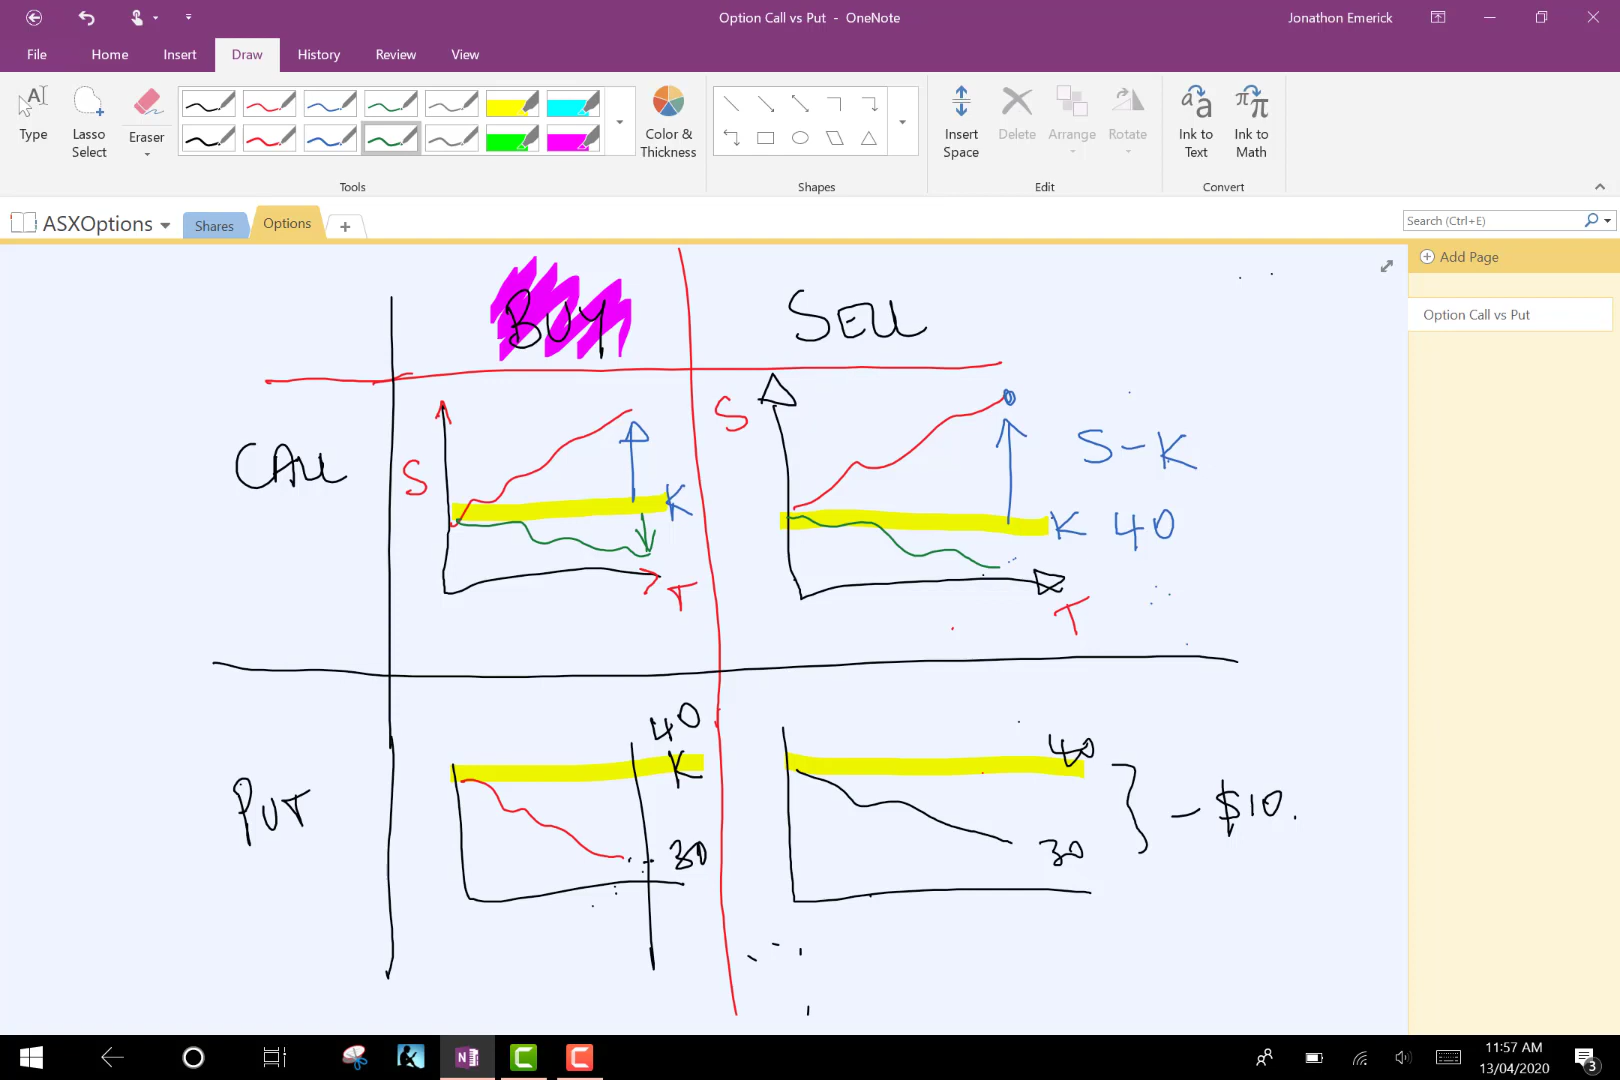 Option Call vs Put - OneNote
Jonathon Emerick
File Home Insert Draw History Review View
Type
Lasso Select
Eraser
Color & Thickness
Insert Space
Delete
Arrange
Rotate
Ink to Text
Ink to Math
Tools
Shapes
Edit
Convert
ASXOptions
Shares
Options
Search (Ctrl+E)
Add Page
Option Call vs Put
BUY
SELL
CALL
S
K
T
S
S-K
K 40
T
PUT
40
K
30
40
30
- $10.
11:57 AM
13/04/2020
3